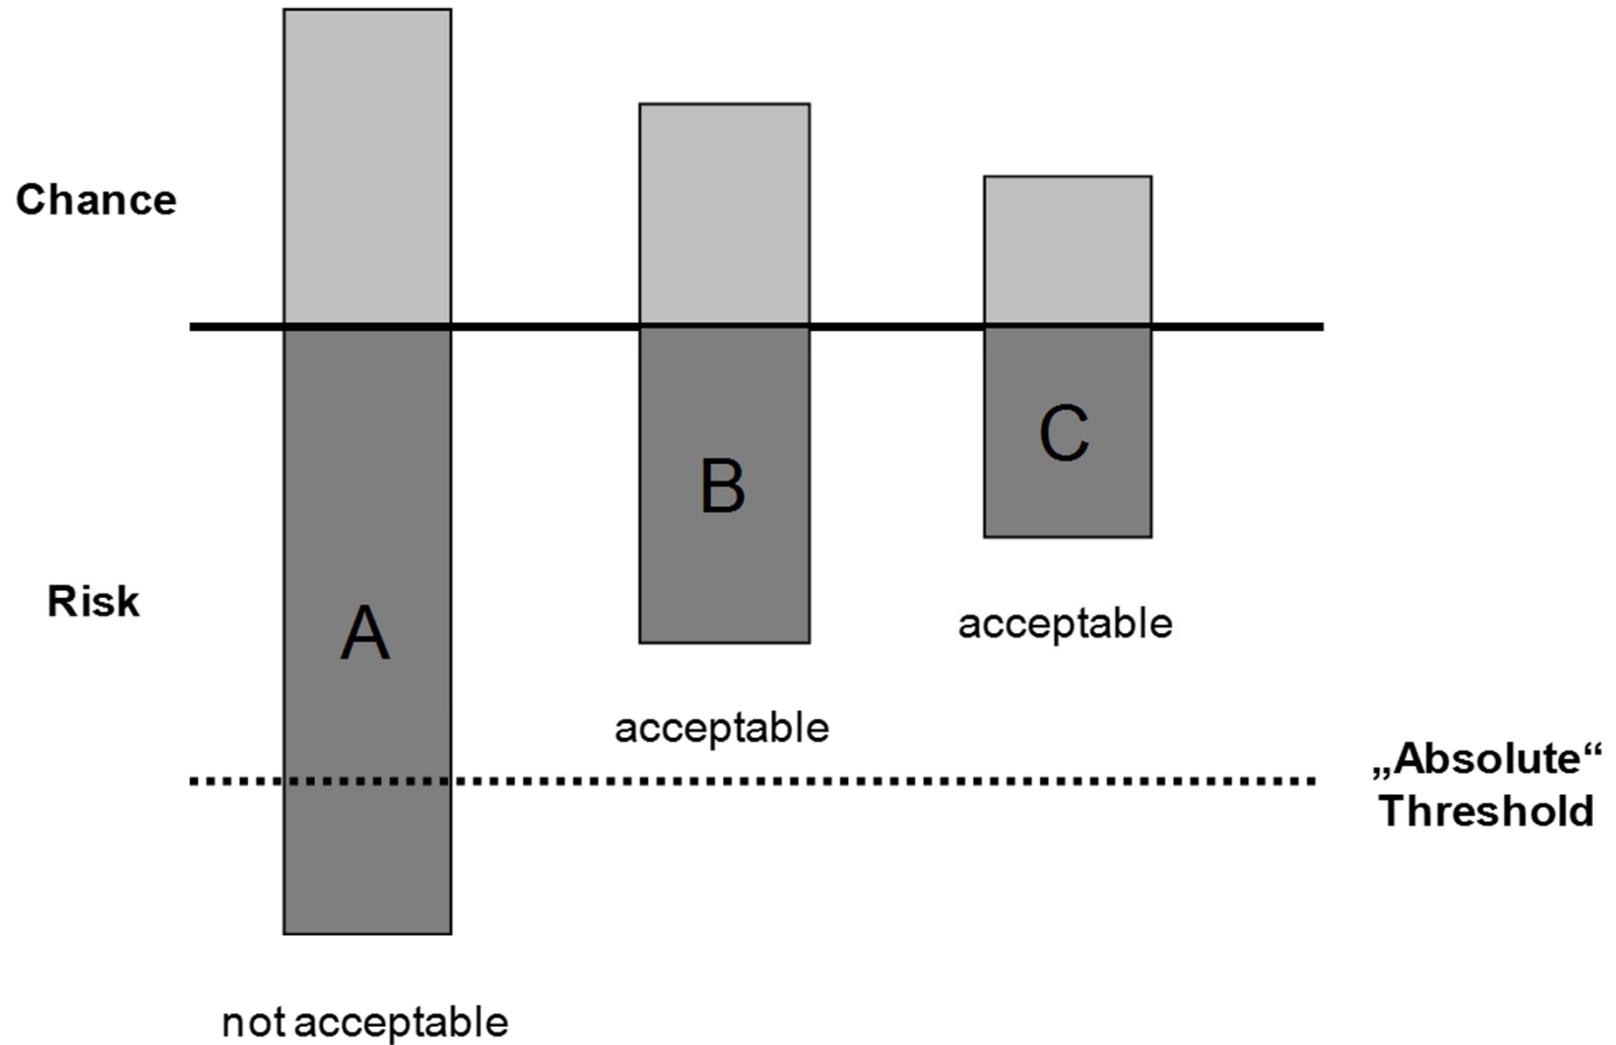 Chance
C
B
Risk
A
acceptable
acceptable
„Absolute“
Threshold
not acceptable